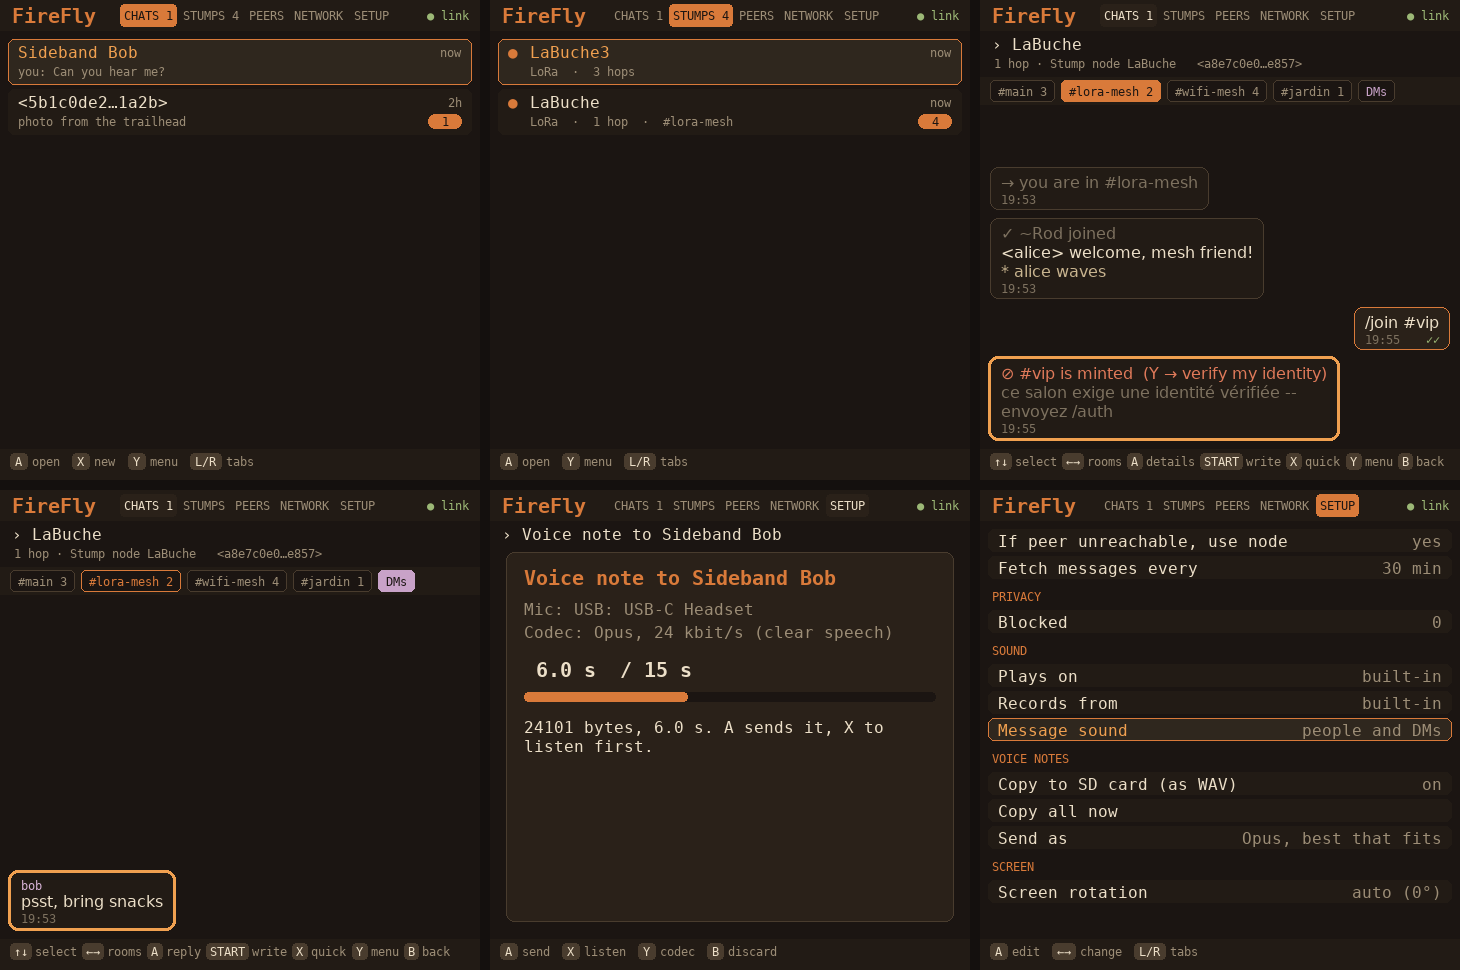 FireFly CHATS 1 STUMPS 4 PEERS NETWORK SETUP ● link
Sideband Bob now
you: Can you hear me?
<5b1c0de2…1a2b> 2h
photo from the trailhead 1
A open X new Y menu L/R tabs
FireFly CHATS 1 STUMPS 4 PEERS NETWORK SETUP ● link
● LaBuche3 now
LoRa · 3 hops
● LaBuche now
LoRa · 1 hop · #lora-mesh 4
A open Y menu L/R tabs
FireFly CHATS 1 STUMPS PEERS NETWORK SETUP ● link
› LaBuche
1 hop · Stump node LaBuche <a8e7c0e0…e857>
#main 3 #lora-mesh 2 #wifi-mesh 4 #jardin 1 DMs
→ you are in #lora-mesh
19:53
✓ ~Rod joined
<alice> welcome, mesh friend!
* alice waves
19:53
/join #vip
19:55 ✓✓
⊘ #vip is minted (Y → verify my identity)
ce salon exige une identité vérifiée --
envoyez /auth
19:55
↑↓ select ←→ rooms A details START write X quick Y menu B back
FireFly CHATS 1 STUMPS PEERS NETWORK SETUP ● link
› LaBuche
1 hop · Stump node LaBuche <a8e7c0e0…e857>
#main 3 #lora-mesh 2 #wifi-mesh 4 #jardin 1 DMs
bob
psst, bring snacks
19:53
↑↓ select ←→ rooms A reply START write X quick Y menu B back
FireFly CHATS 1 STUMPS PEERS NETWORK SETUP ● link
› Voice note to Sideband Bob
Voice note to Sideband Bob
Mic: USB: USB-C Headset
Codec: Opus, 24 kbit/s (clear speech)
6.0 s / 15 s
24101 bytes, 6.0 s. A sends it, X to
listen first.
A send X listen Y codec B discard
FireFly CHATS 1 STUMPS PEERS NETWORK SETUP ● link
If peer unreachable, use node yes
Fetch messages every 30 min
PRIVACY
Blocked 0
SOUND
Plays on built-in
Records from built-in
Message sound people and DMs
VOICE NOTES
Copy to SD card (as WAV) on
Copy all now
Send as Opus, best that fits
SCREEN
Screen rotation auto (0°)
A edit ←→ change L/R tabs